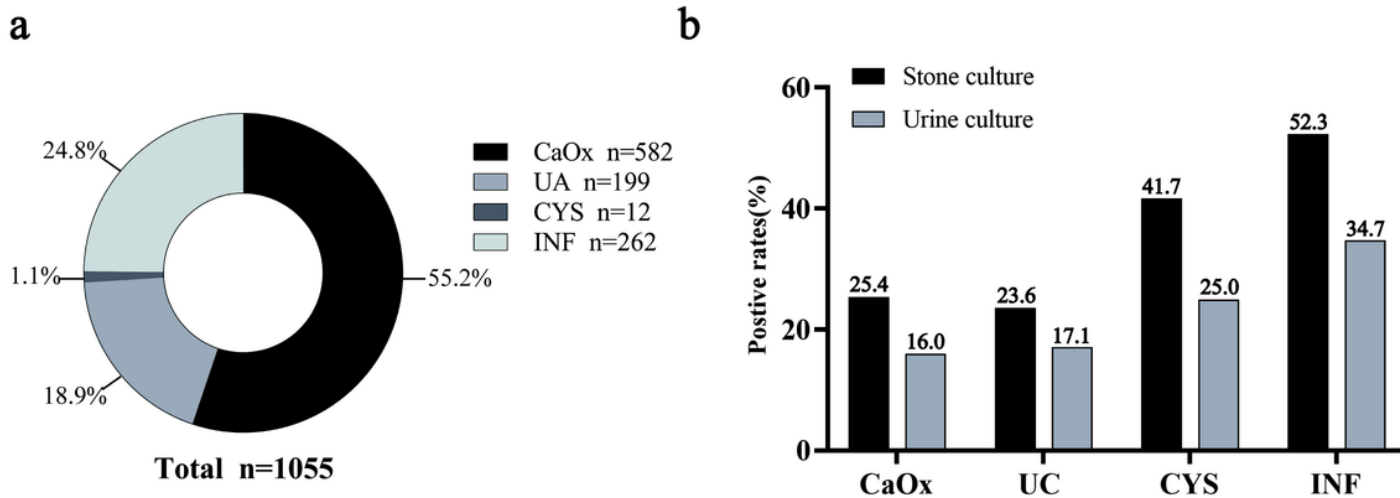 a
24.8%
1.1%
18.9%
55.2%
CaOx n=582
UA n=199
CYS n=12
INF n=262
Total n=1055
b
Stone culture
Urine culture
Postive rates(%)
60
40
20
0
25.4
16.0
23.6
17.1
41.7
25.0
52.3
34.7
CaOx UC CYS INF